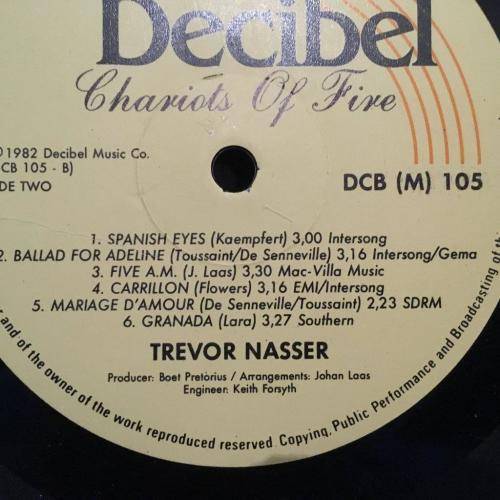 Decibel
Chariots Of Fire
℗1982 Decibel Music Co.
CB 105 - B)
DE TWO
DCB (M) 105
1. SPANISH EYES (Kaempfert) 3,00 Intersong
2. BALLAD FOR ADELINE (Toussaint/De Senneville) 3,16 Intersong/Gema
3. FIVE A.M. (J. Laas) 3,30 Mac-Villa Music
4. CARRILLON (Flowers) 3,16 EMI/Intersong
5. MARIAGE D'AMOUR (De Senneville/Toussaint) 2,23 SDRM
6. GRANADA (Lara) 3,27 Southern
TREVOR NASSER
Producer: Boet Pretorius / Arrangements: Johan Laas
Engineer: Keith Forsyth
and of the owner of the work reproduced reserved. Copying, Public Performance and Broadcasting of